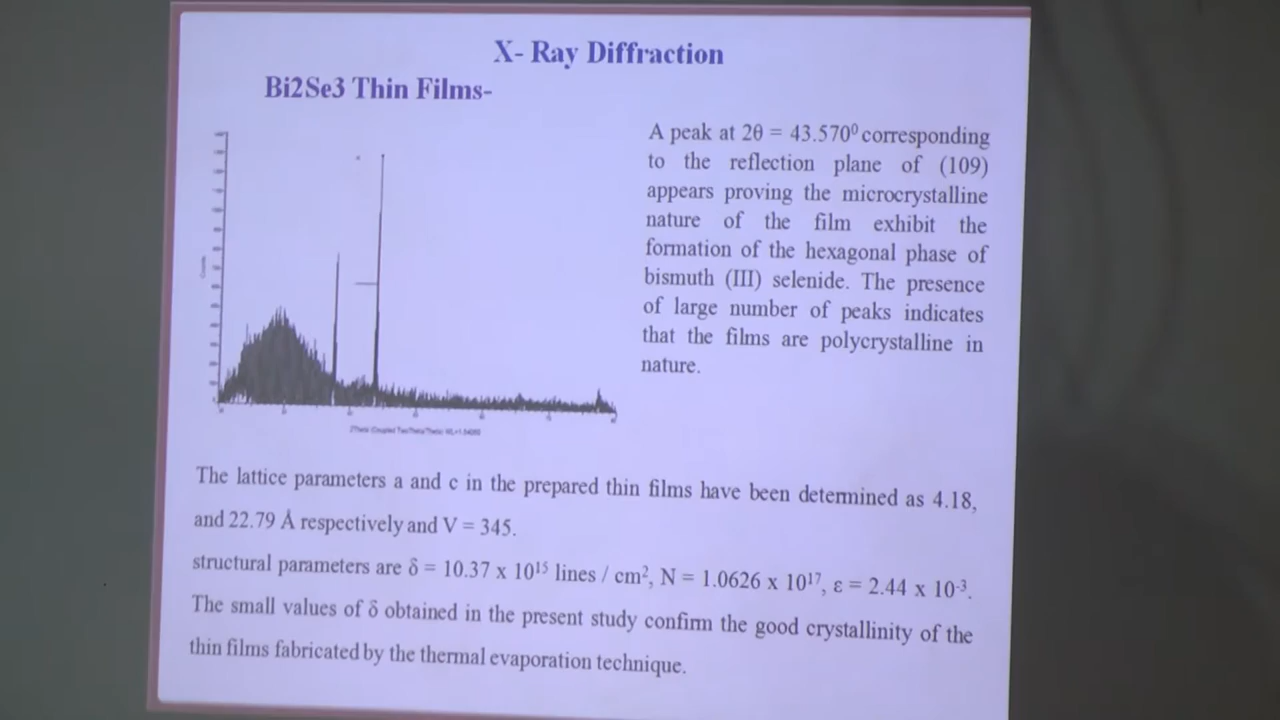 X- Ray Diffraction
Bi2Se3 Thin Films-
A peak at 2θ = 43.570⁰ corresponding
to the reflection plane of (109)
appears proving the microcrystalline
nature of the film exhibit the
formation of the hexagonal phase of
bismuth (III) selenide. The presence
of large number of peaks indicates
that the films are polycrystalline in
nature.
The lattice parameters a and c in the prepared thin films have been determined as 4.18,
and 22.79 Å respectively and V = 345.
structural parameters are δ = 10.37 x 10¹⁵ lines / cm², N = 1.0626 x 10¹⁷, ε = 2.44 x 10⁻³.
The small values of δ obtained in the present study confirm the good crystallinity of the
thin films fabricated by the thermal evaporation technique.